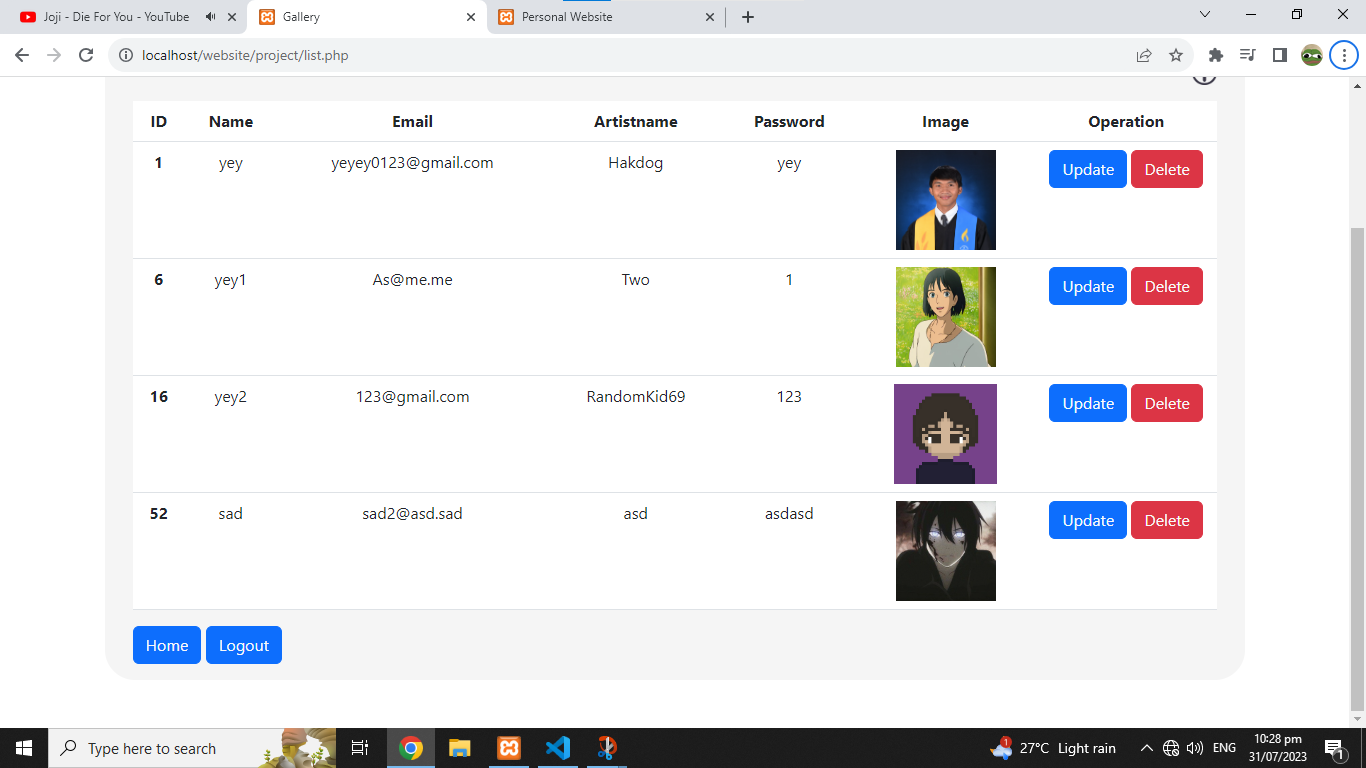 Joji - Die For You - YouTube
Gallery
Personal Website
localhost/website/project/list.php
ID Name Email Artistname Password Image Operation
1 yey yeyey0123@gmail.com Hakdog yey Update Delete
6 yey1 As@me.me Two 1 Update Delete
16 yey2 123@gmail.com RandomKid69 123 Update Delete
52 sad sad2@asd.sad asd asdasd Update Delete
Home Logout
Type here to search
1
27°C Light rain
ENG
10:28 pm
31/07/2023
1